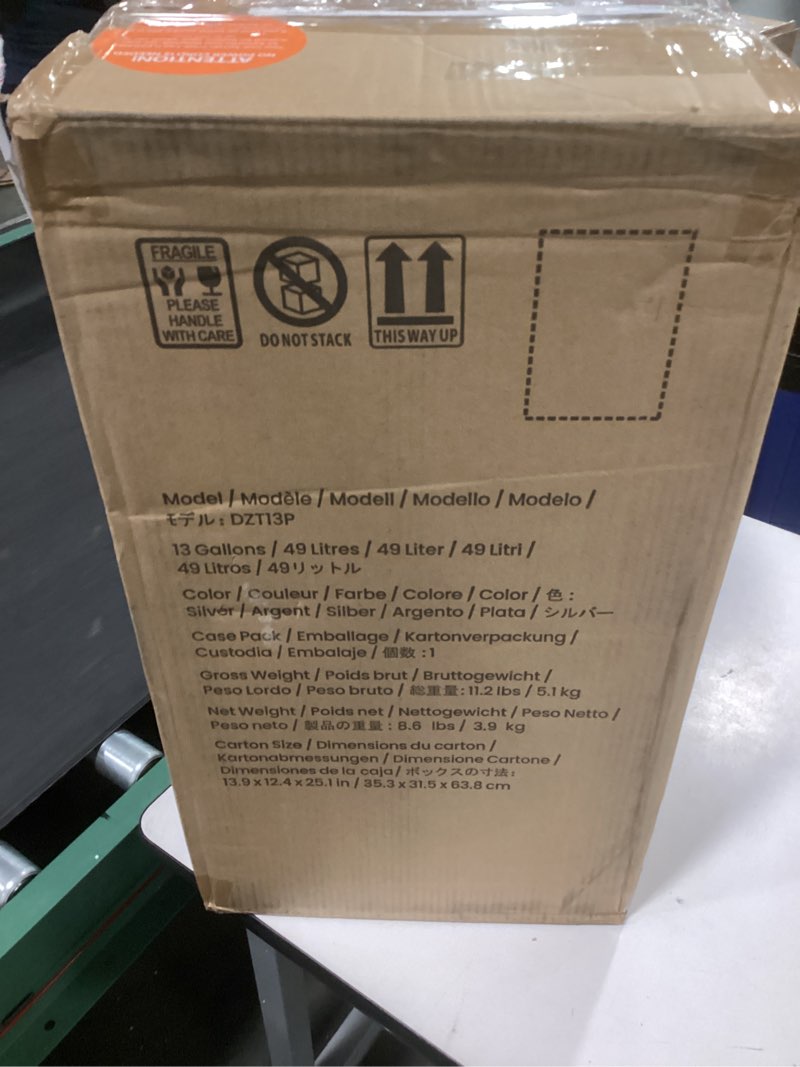 ATTENTION!
FRAGILE
PLEASE
HANDLE
WITH CARE
DO NOT STACK
THIS WAY UP
Model / Modèle / Modell / Modello / Modelo /
モデル : DZT13P
13 Gallons / 49 Litres / 49 Liter / 49 Litri /
49 Litros / 49リットル
Color / Couleur / Farbe / Colore / Color / 色 :
Silver / Argent / Silber / Argento / Plata / シルバー
Case Pack / Emballage / Kartonverpackung /
Custodia / Embalaje / 個数 :1
Gross Weight / Poids brut / Bruttogewicht /
Peso Lordo / Peso bruto / 総重量: 11.2 lbs / 5.1 kg
Net Weight / Poids net / Nettogewicht / Peso Netto /
Peso neto / 製品の重量 : 8.6 lbs / 3.9 kg
Carton Size / Dimensions du carton /
Kartonabmessungen / Dimensione Cartone /
Dimensiones de la caja/ ボックスの寸法:
13.9 x 12.4 x 25.1 in / 35.3 x 31.5 x 63.8 cm